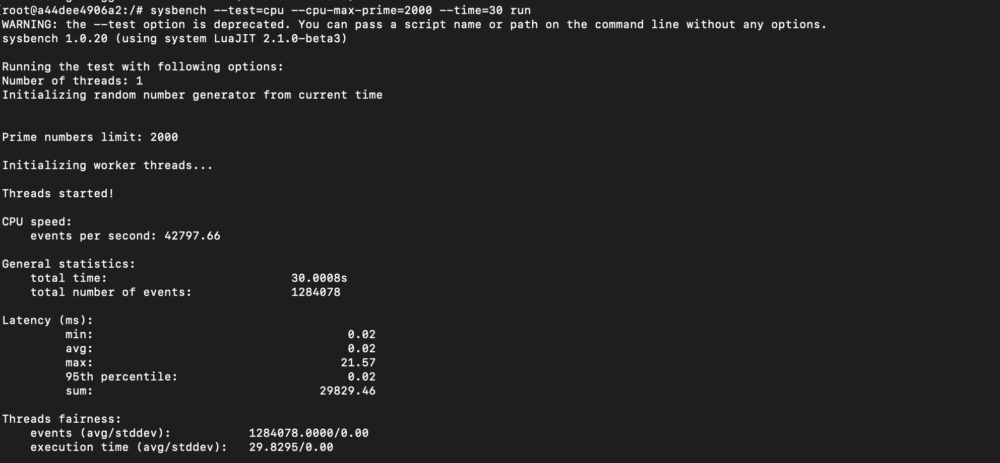 root@a44dee4906a2:/# sysbench --test=cpu --cpu-max-prime=2000 --time=30 run
WARNING: the --test option is deprecated. You can pass a script name or path on the command line without any options.
sysbench 1.0.20 (using system LuaJIT 2.1.0-beta3)
Running the test with following options:
Number of threads: 1
Initializing random number generator from current time
Prime numbers limit: 2000
Initializing worker threads...
Threads started!
CPU speed:
events per second: 42797.66
General statistics:
total time: 30.0008s
total number of events: 1284078
Latency (ms):
min: 0.02
avg: 0.02
max: 21.57
95th percentile: 0.02
sum: 29829.46
Threads fairness:
events (avg/stddev): 1284078.0000/0.00
execution time (avg/stddev): 29.8295/0.00